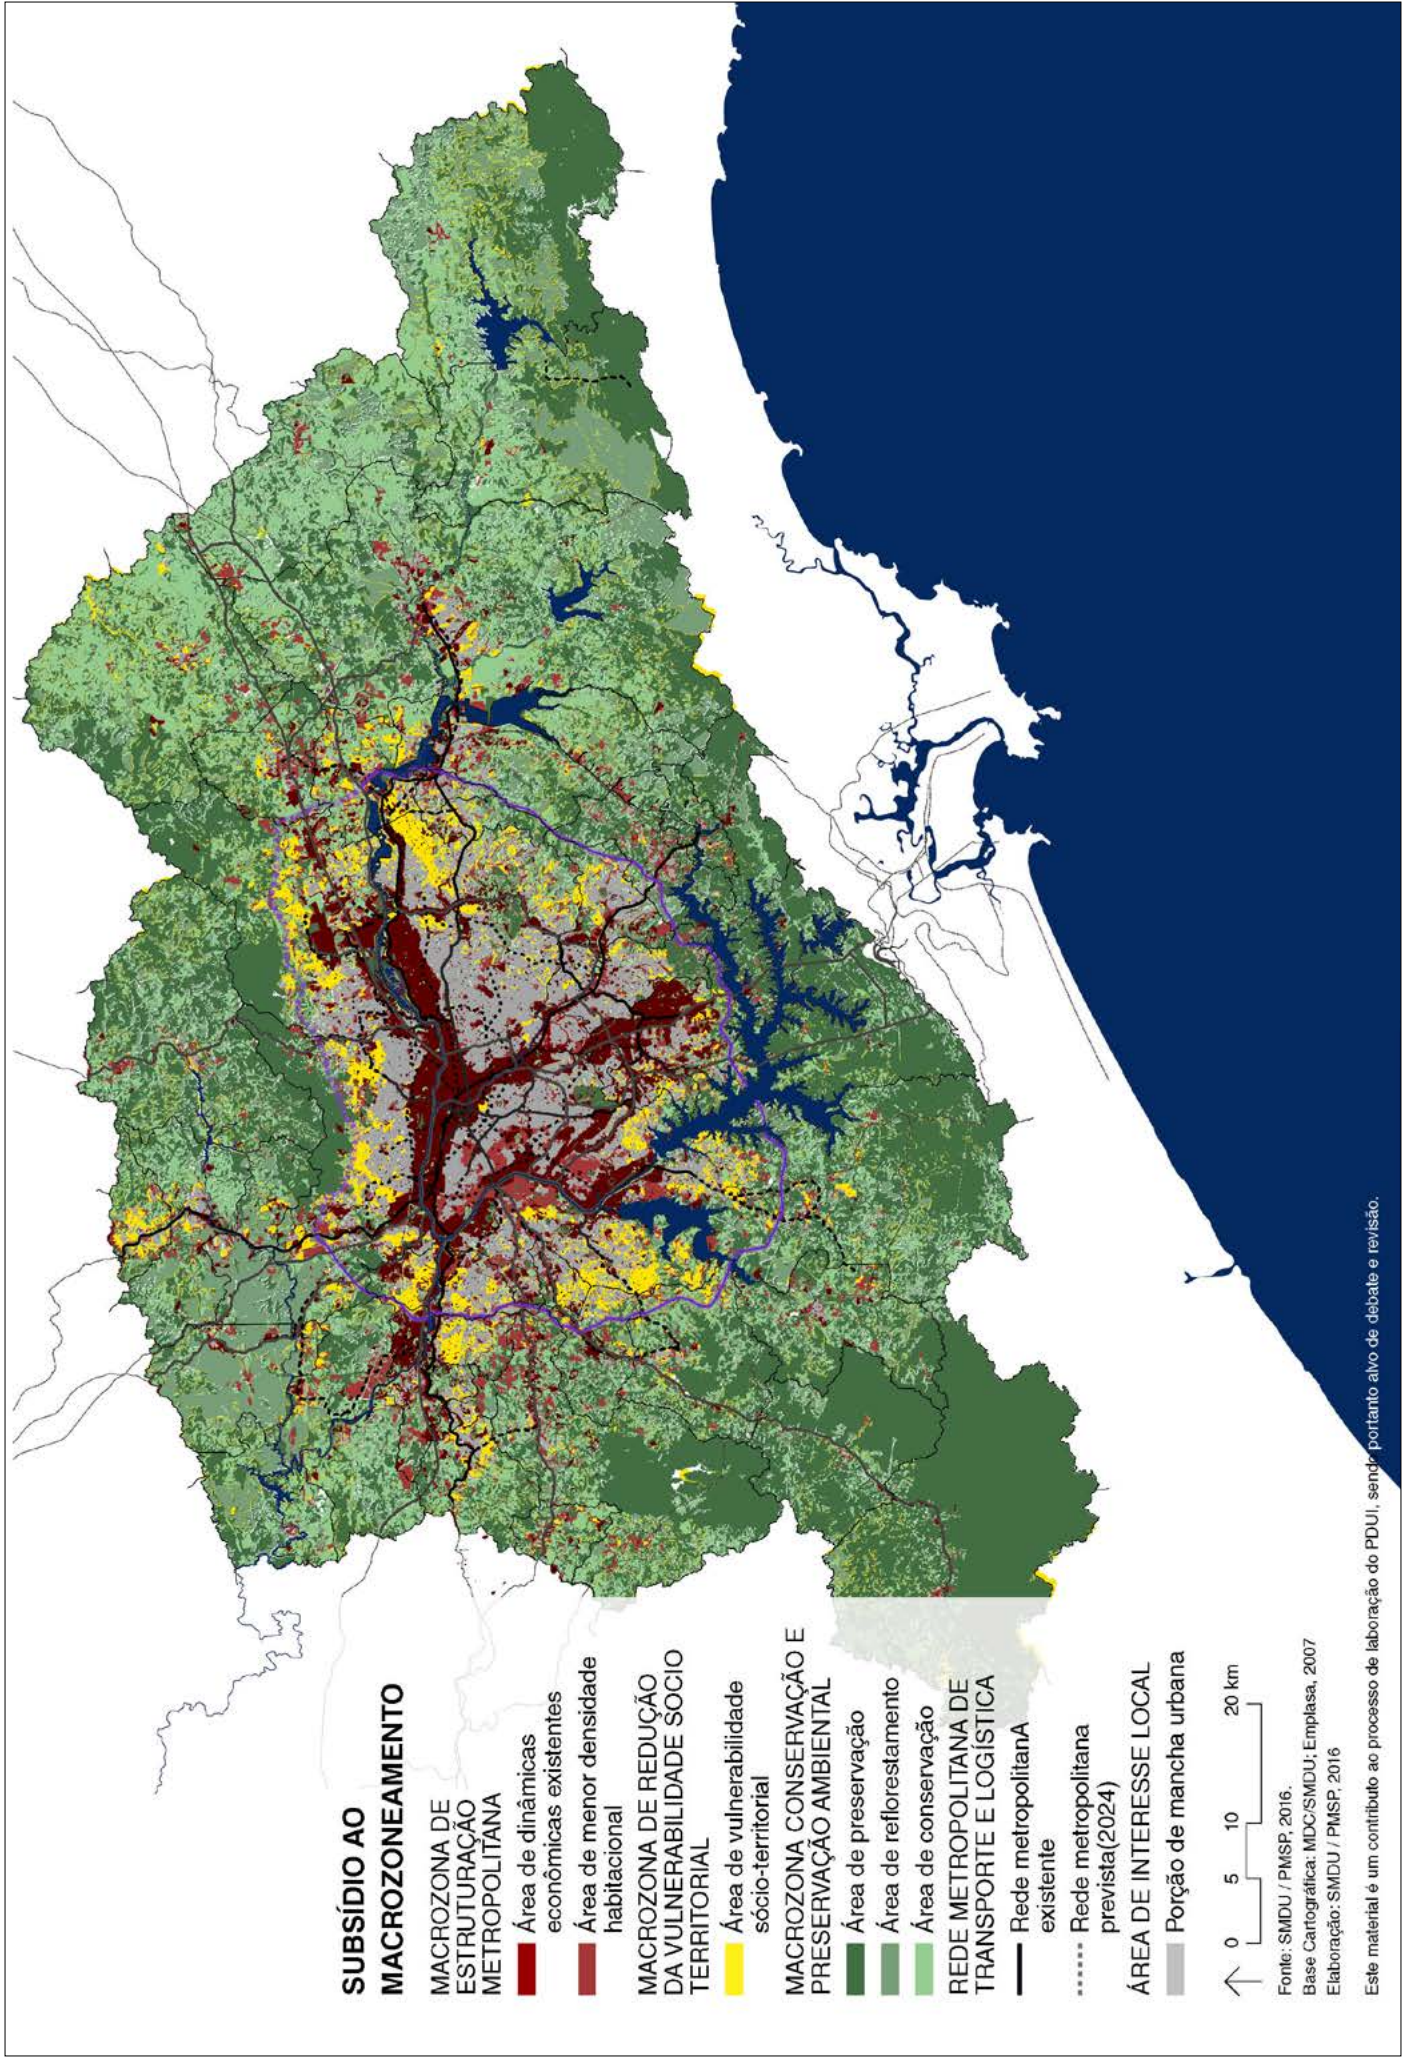 SUBSÍDIO AO
MACROZONEAMENTO
MACROZONA DE
ESTRUTURAÇÃO
METROPOLITANA
Área de dinâmicas
econômicas existentes
Área de menor densidade
habitacional
MACROZONA DE REDUÇÃO
DA VULNERABILIDADE SÓCIO
TERRITORIAL
Área de vulnerabilidade
sócio-territorial
MACROZONA CONSERVAÇÃO E
PRESERVAÇÃO AMBIENTAL
Área de preservação
Área de reflorestamento
Área de conservação
REDE METROPOLITANA DE
TRANSPORTE E LOGÍSTICA
Rede metropolitanA
existente
Rede metropolitana
prevista(2024)
ÁREA DE INTERESSE LOCAL
Porção de mancha urbana
0 5 10 20 km
Fonte: SMDU / PMSP, 2016.
Base Cartográfica: MDC/SMDU; Emplasa, 2007
Elaboração: SMDU / PMSP, 2016
Este material é um contributo ao processo de laboração do PDUI, sendo portanto alvo de debate e revisão.